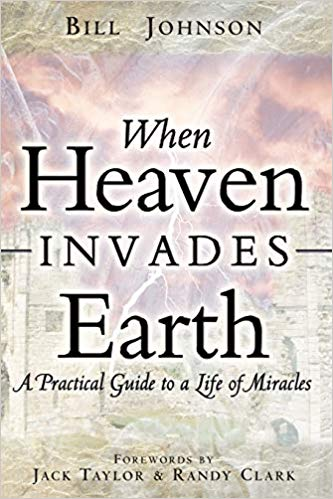 BILL JOHNSON
When
Heaven
INVADES
Earth
A Practical Guide to a Life of Miracles
FOREWORDS BY
JACK TAYLOR & RANDY CLARK